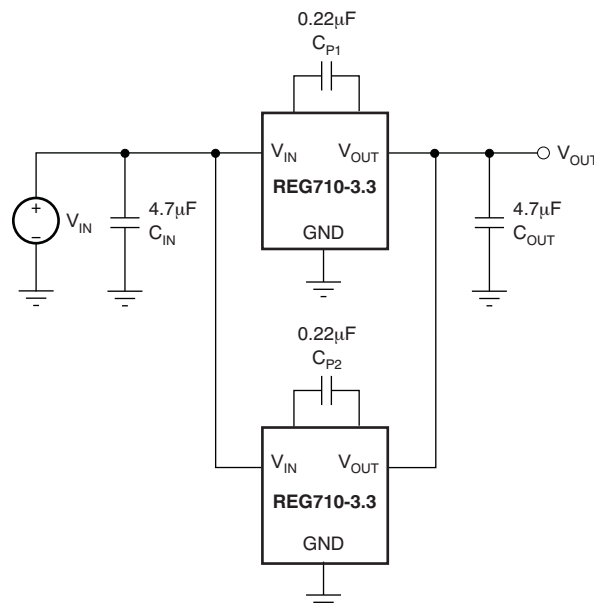 0.22µF
C_P1
V_IN
V_OUT
REG710-3.3
GND
V_OUT
+
−
V_IN
4.7µF
C_IN
4.7µF
C_OUT
0.22µF
C_P2
V_IN
V_OUT
REG710-3.3
GND